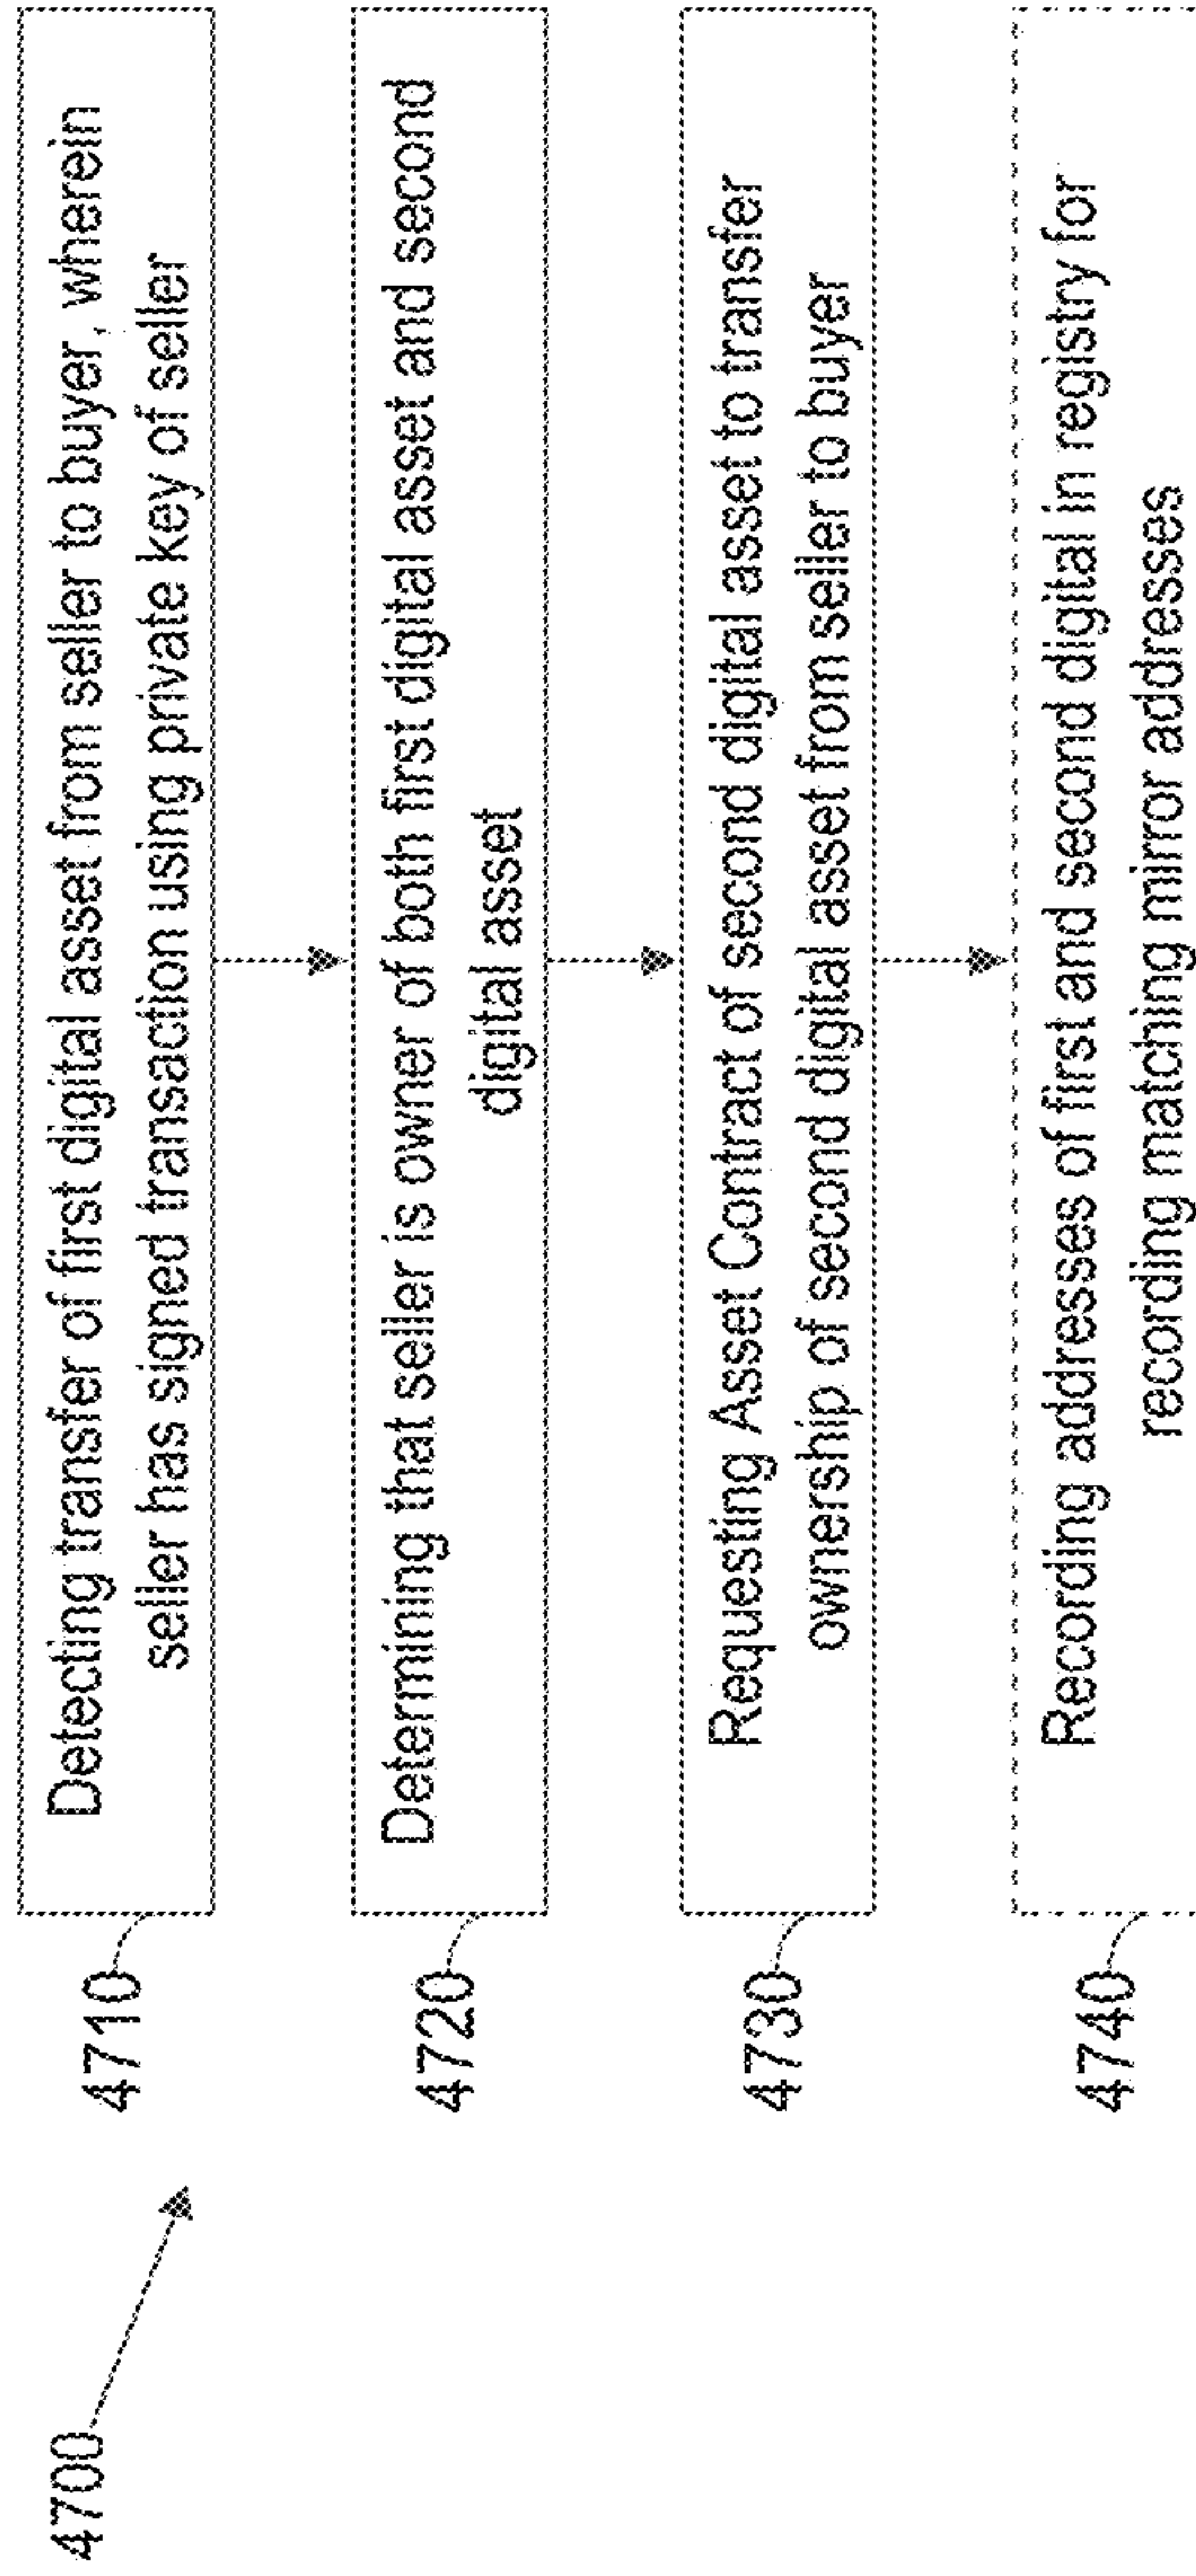 4700
4710
Detecting transfer of first digital asset from seller to buyer, wherein
seller has signed transaction using private key of seller
4720
Determining that seller is owner of both first digital asset and second
digital asset
4730
Requesting Asset Contract of second digital asset to transfer
ownership of second digital asset from seller to buyer
4740
Recording addresses of first and second digital in registry for
recording matching mirror addresses